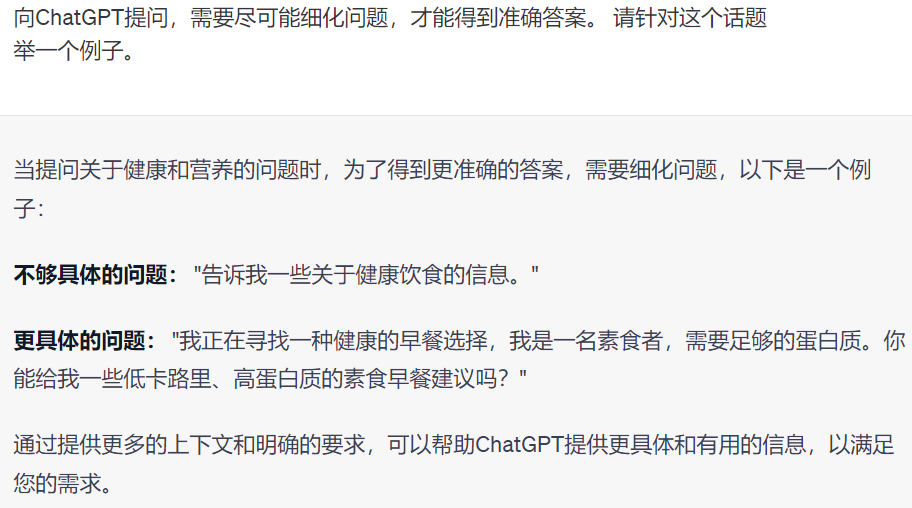 向ChatGPT提问，需要尽可能细化问题，才能得到准确答案。 请针对这个话题
举一个例子。
当提问关于健康和营养的问题时，为了得到更准确的答案，需要细化问题，以下是一个例
子：
不够具体的问题： "告诉我一些关于健康饮食的信息。"
更具体的问题： "我正在寻找一种健康的早餐选择，我是一名素食者，需要足够的蛋白质。你
能给我一些低卡路里、高蛋白质的素食早餐建议吗？"
通过提供更多的上下文和明确的要求，可以帮助ChatGPT提供更具体和有用的信息，以满足
您的需求。